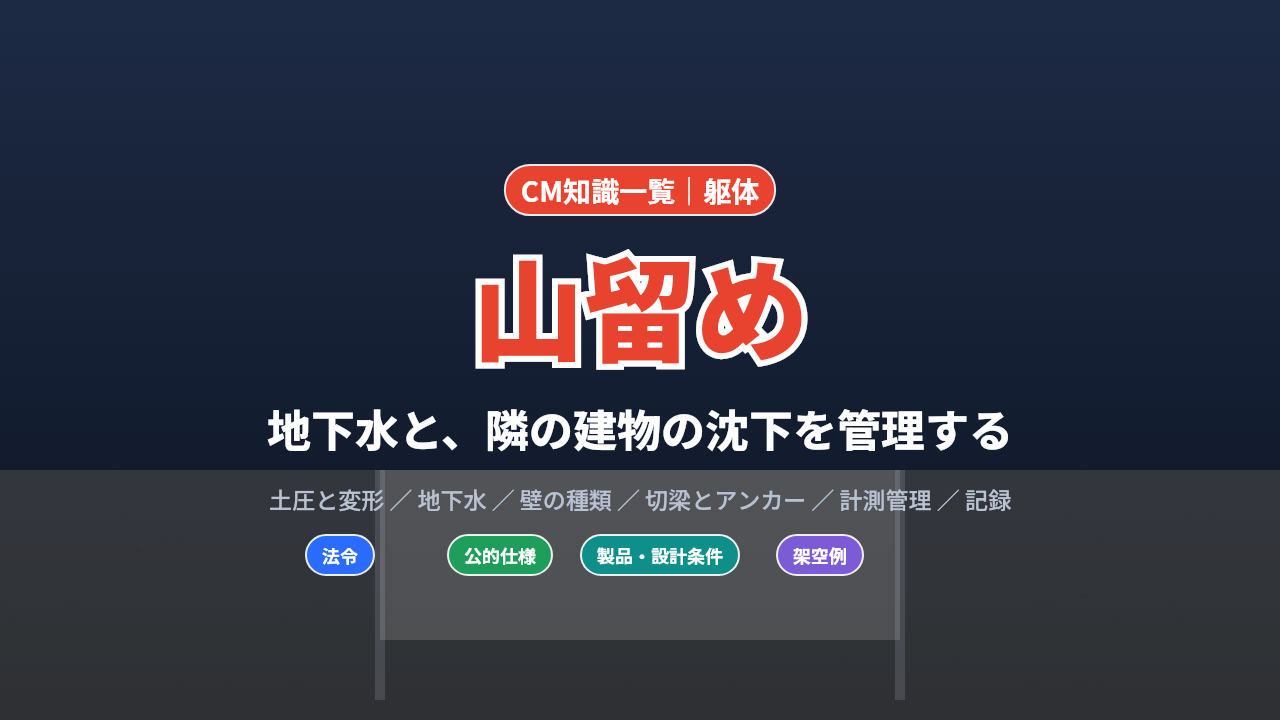 CM知識一覧｜躯体
山留め
地下水と、隣の建物の沈下を管理する
土圧と変形 ／ 地下水 ／ 壁の種類 ／ 切梁とアンカー ／ 計測管理 ／ 記録
法令 公的仕様 製品・設計条件 架空例